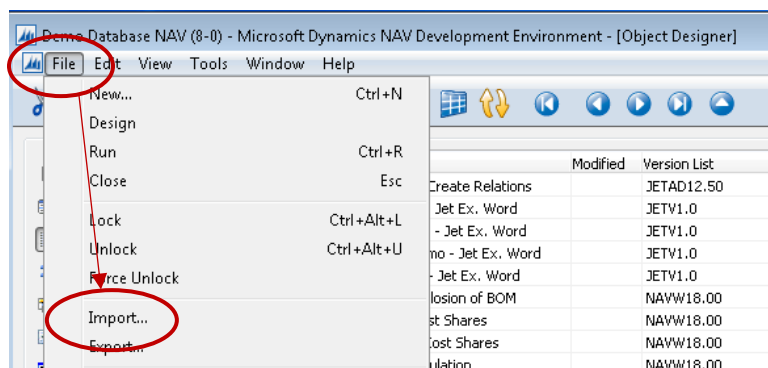 Demo Database NAV (8-0) - Microsoft Dynamics NAV Development Environment - [Object Designer]
File Edit View Tools Window Help
New... Ctrl+N
Design
Run Ctrl+R
Close Esc
Lock Ctrl+Alt+L
Unlock Ctrl+Alt+U
Force Unlock
Import...
Export...
Modified Version List
Create Relations JETAD12.50
Jet Ex. Word JETV1.0
- Jet Ex. Word JETV1.0
mo - Jet Ex. Word JETV1.0
- Jet Ex. Word JETV1.0
losion of BOM NAVW18.00
st Shares NAVW18.00
Cost Shares NAVW18.00
ulation NAVW18.00